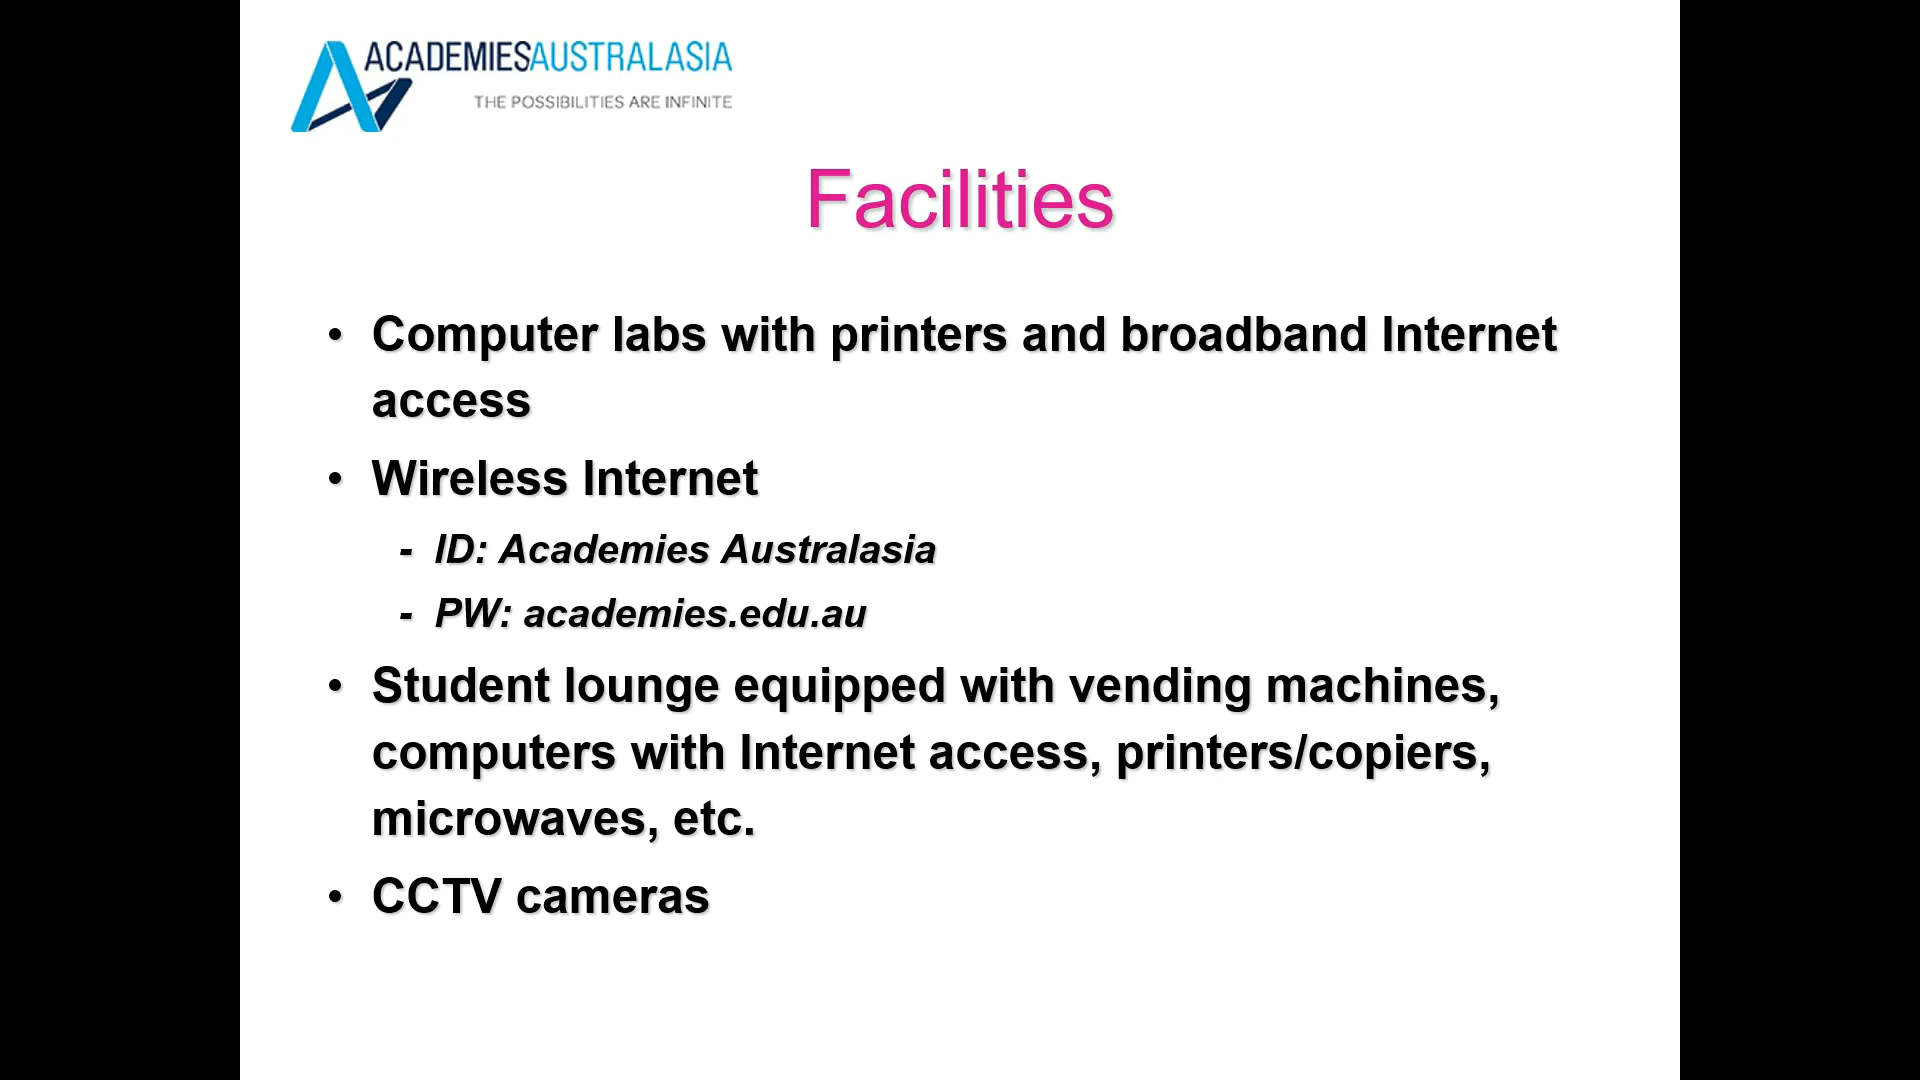 ACADEMIESAUSTRALASIA
THE POSSIBILITIES ARE INFINITE
Facilities
• Computer labs with printers and broadband Internet
access
• Wireless Internet
- ID: Academies Australasia
- PW: academies.edu.au
• Student lounge equipped with vending machines,
computers with Internet access, printers/copiers,
microwaves, etc.
• CCTV cameras